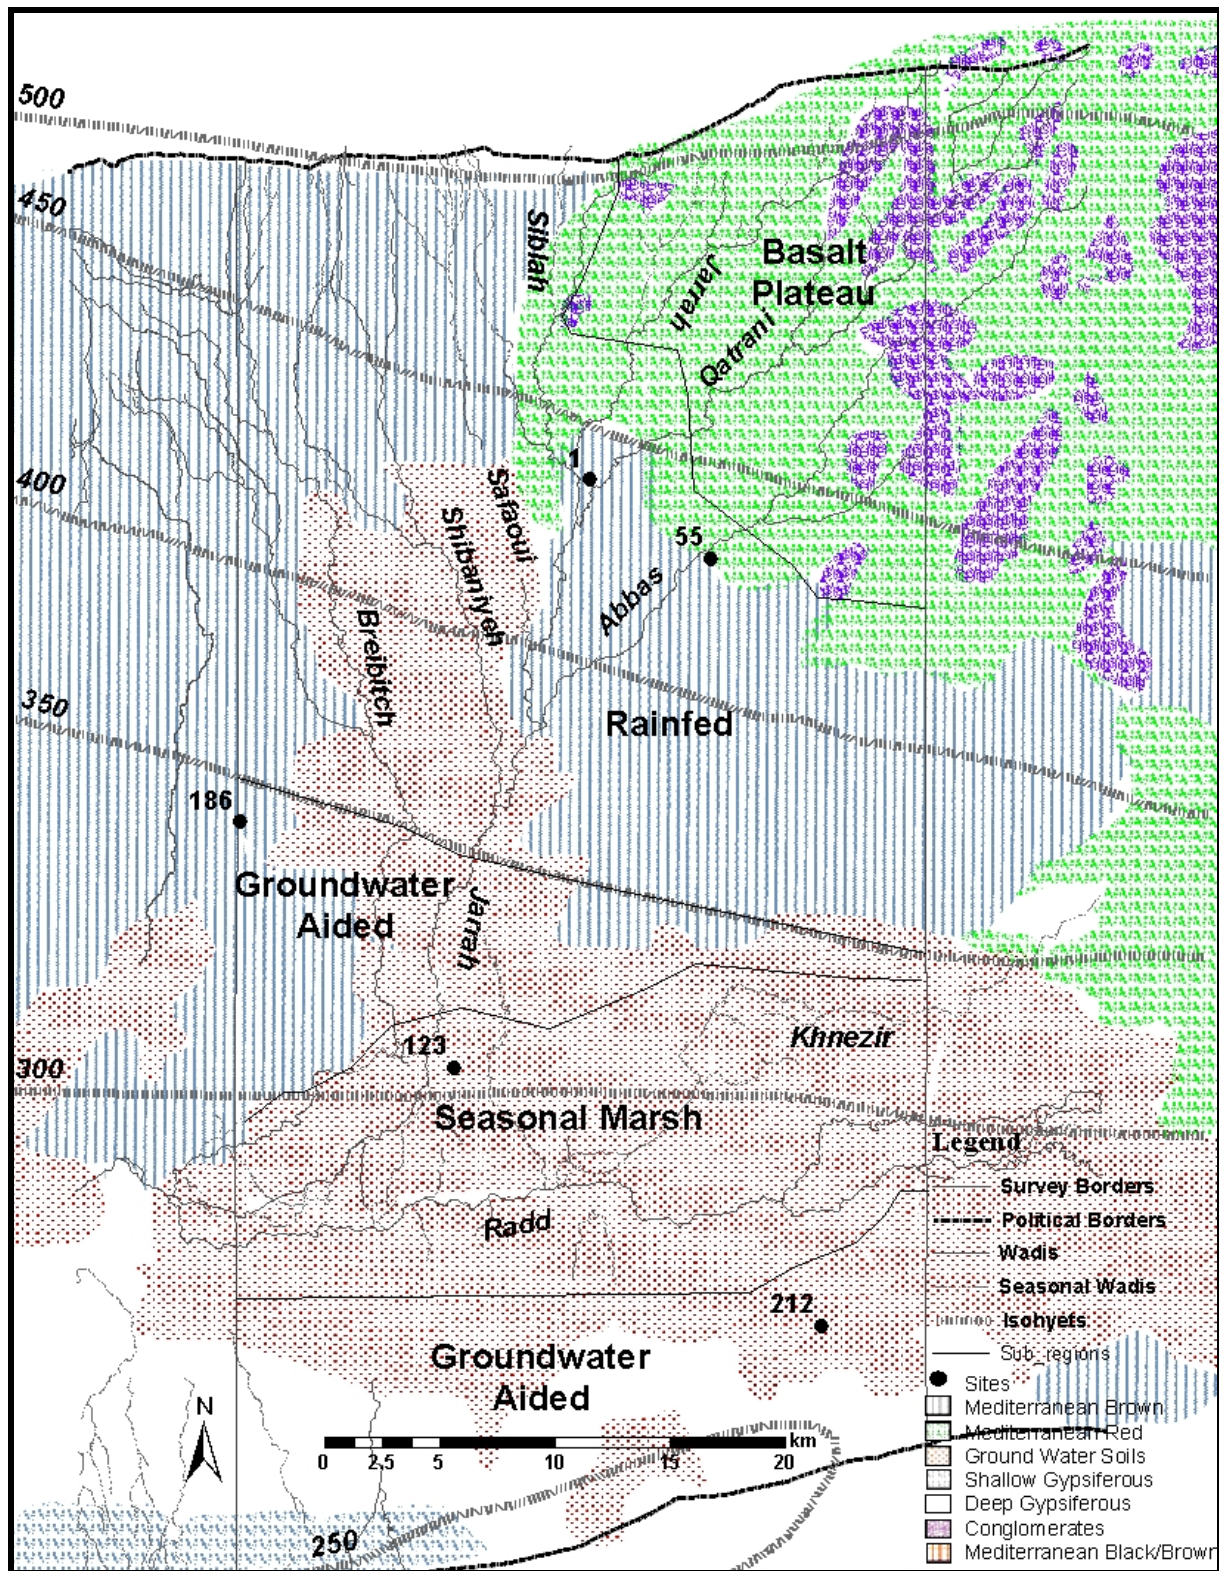 500
450
Siblah
Basalt
Plateau
Jarrah
Qatrani
1
400
Safaoui
Shibaniyeh
55
Abbas
Breibitch
350
Rainfed
186
Groundwater
Aided
Jarrah
Khnezir
123
300
Seasonal Marsh
Legend
Survey Borders
Political Borders
Wadis
Seasonal Wadis
Isohyets
Sub_regions
Sites
Mediterranean Brown
Mediterranean Red
Ground Water Soils
Shallow Gypsiferous
Deep Gypsiferous
Conglomerates
Mediterranean Black/Brown
Radd
212
Groundwater
Aided
N
km
0 2,5 5 10 15 20
250